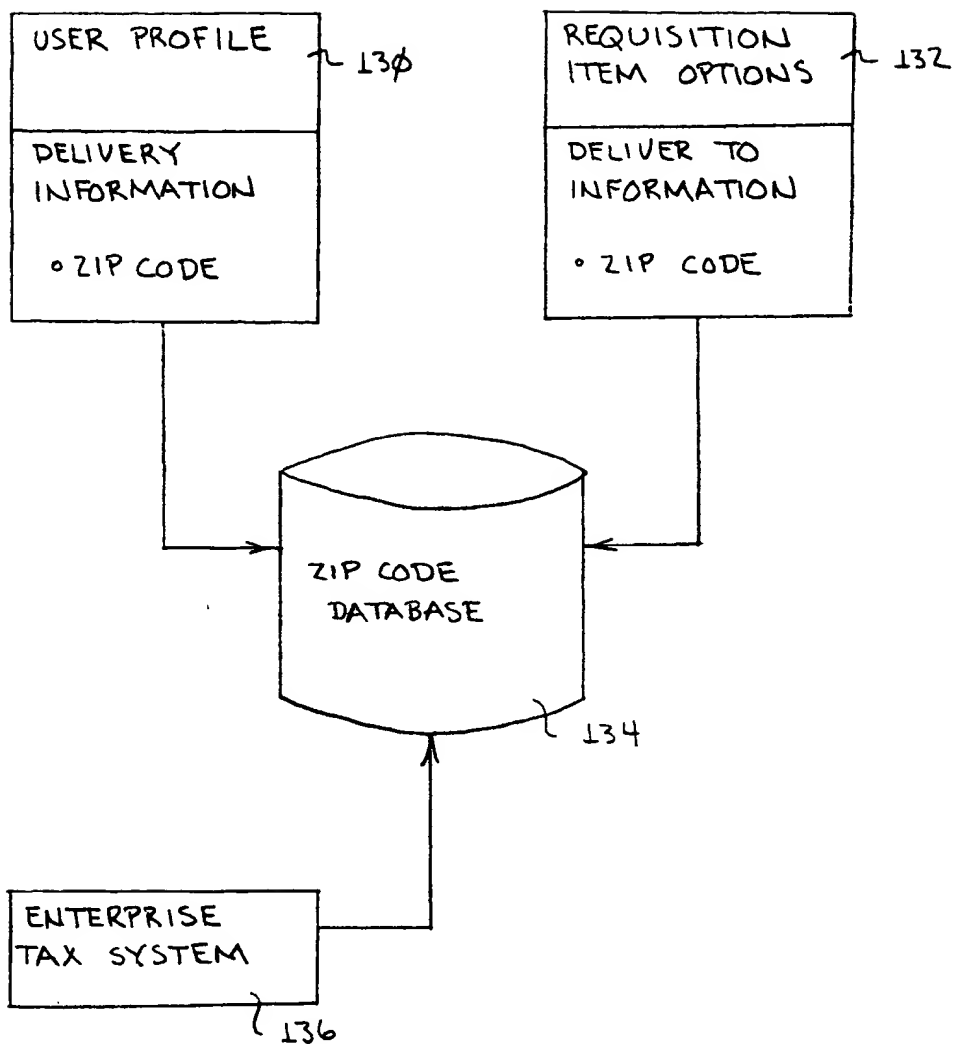 USER PROFILE
130
DELIVERY
INFORMATION
• ZIP CODE
REQUISITION
ITEM OPTIONS
132
DELIVER TO
INFORMATION
• ZIP CODE
ZIP CODE
DATABASE
134
ENTERPRISE
TAX SYSTEM
136